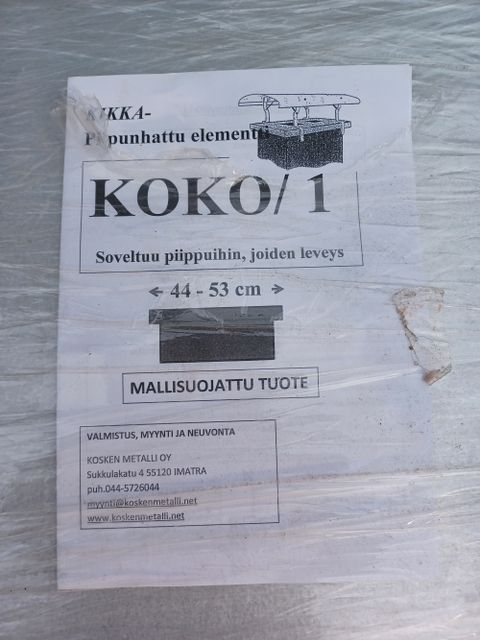 KIKKA-
Piipunhattu elementti
KOKO/ 1
Soveltuu piippuihin, joiden leveys
44 - 53 cm
MALLISUOJATTU TUOTE
VALMISTUS, MYYNTI JA NEUVONTA
KOSKEN METALLI OY
Sukkulakatu 4 55120 IMATRA
puh.044-5726044
myynti@koskenmetalli.net
www.koskenmetalli.net